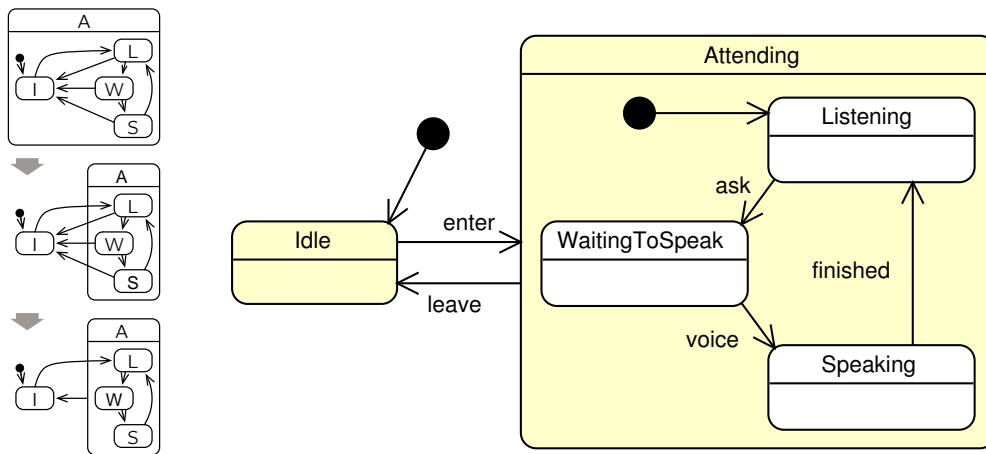 A
L
I
W
S
A
L
I
W
S
A
L
I
W
S
Attending
Listening
ask
enter
Idle
WaitingToSpeak
finished
leave
voice
Speaking